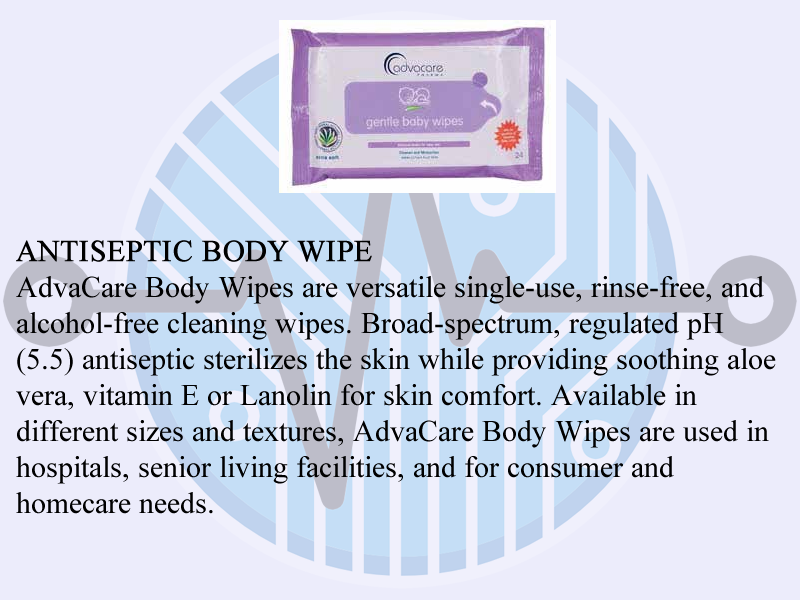 advacare
PHARMA
gentle baby wipes
24
ANTISEPTIC BODY WIPE
AdvaCare Body Wipes are versatile single-use, rinse-free, and
alcohol-free cleaning wipes. Broad-spectrum, regulated pH
(5.5) antiseptic sterilizes the skin while providing soothing aloe
vera, vitamin E or Lanolin for skin comfort. Available in
different sizes and textures, AdvaCare Body Wipes are used in
hospitals, senior living facilities, and for consumer and
homecare needs.